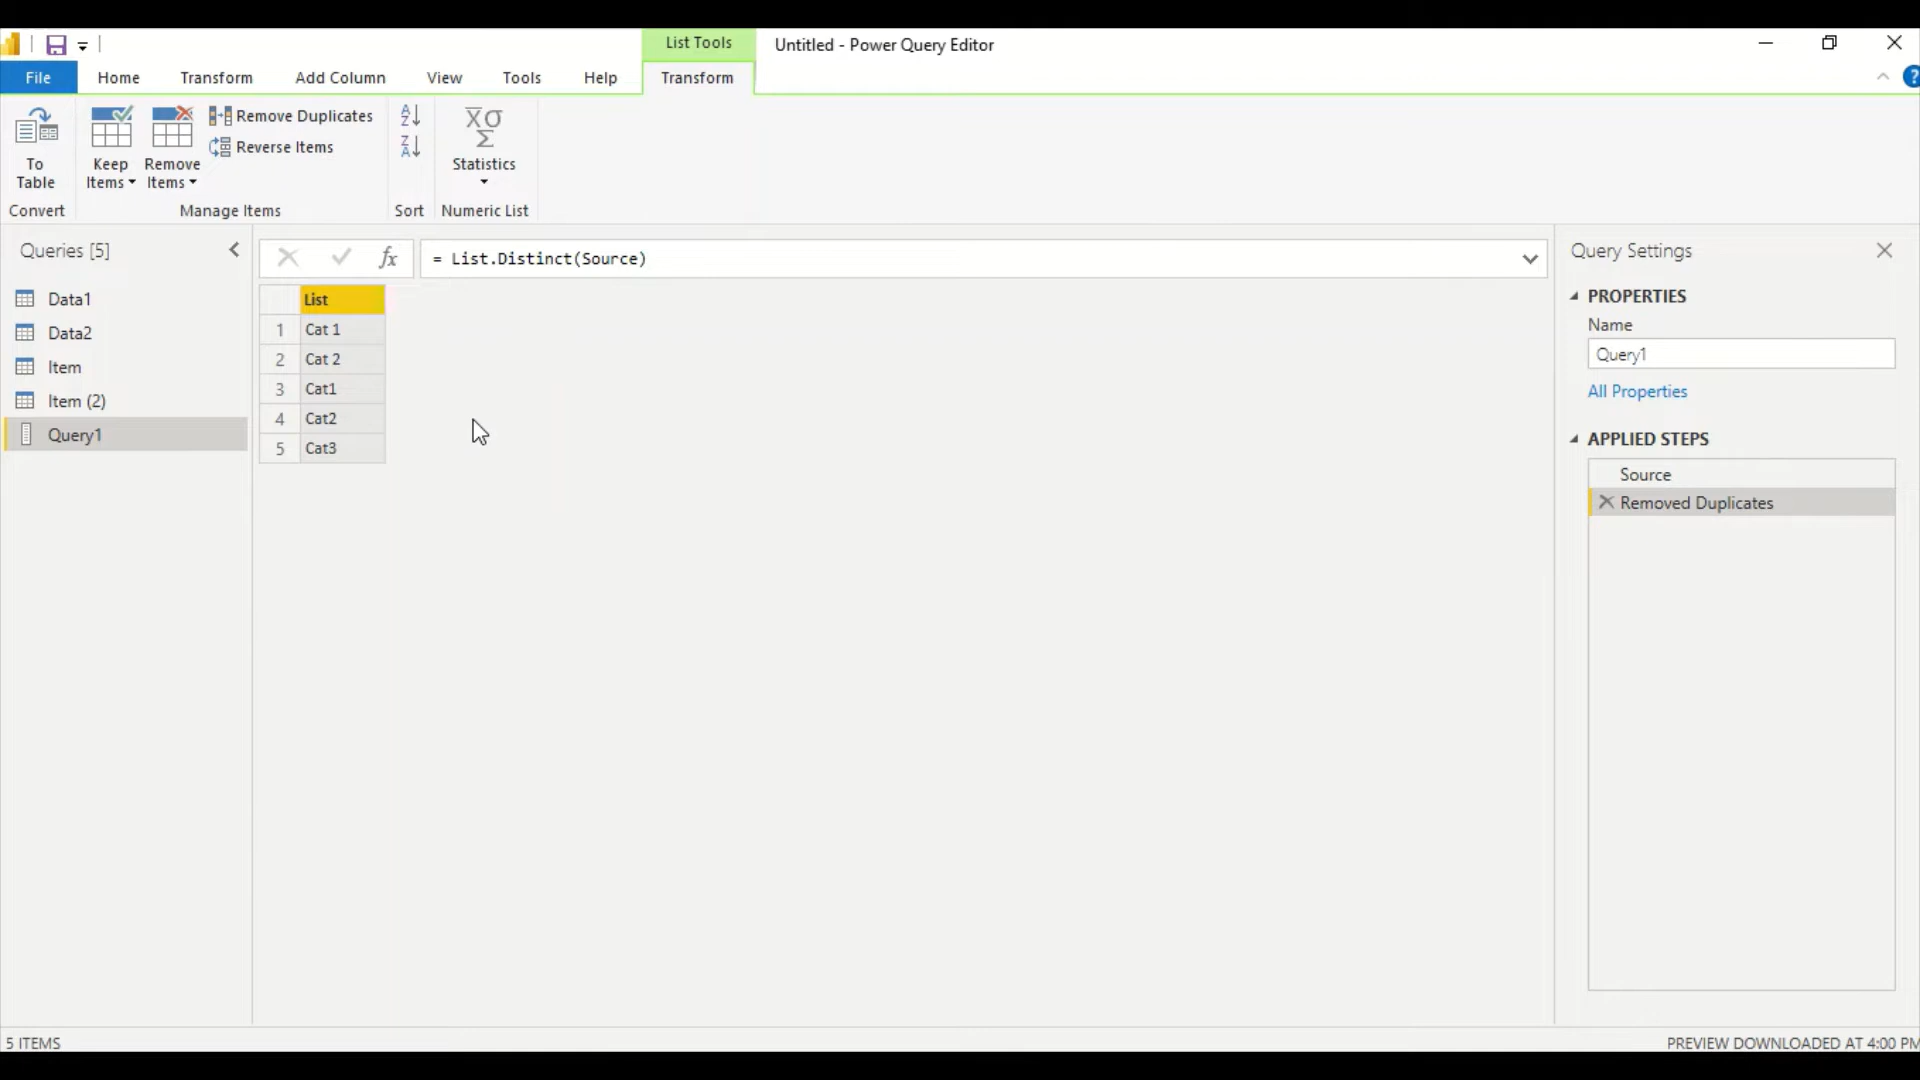 List Tools
Untitled - Power Query Editor
File
Home
Transform
Add Column
View
Tools
Help
Transform
?
To
Table
Keep
Items
Remove
Items
Remove Duplicates
Reverse Items
A
Z
Z
A
X̅σ
Σ
Statistics
Convert
Manage Items
Sort
Numeric List
Queries [5]
Data1
Data2
Item
Item (2)
Query1
fx
= List.Distinct(Source)
List
1 Cat 1
2 Cat 2
3 Cat1
4 Cat2
5 Cat3
Query Settings
PROPERTIES
Name
Query1
All Properties
APPLIED STEPS
Source
Removed Duplicates
5 ITEMS
PREVIEW DOWNLOADED AT 4:00 PM